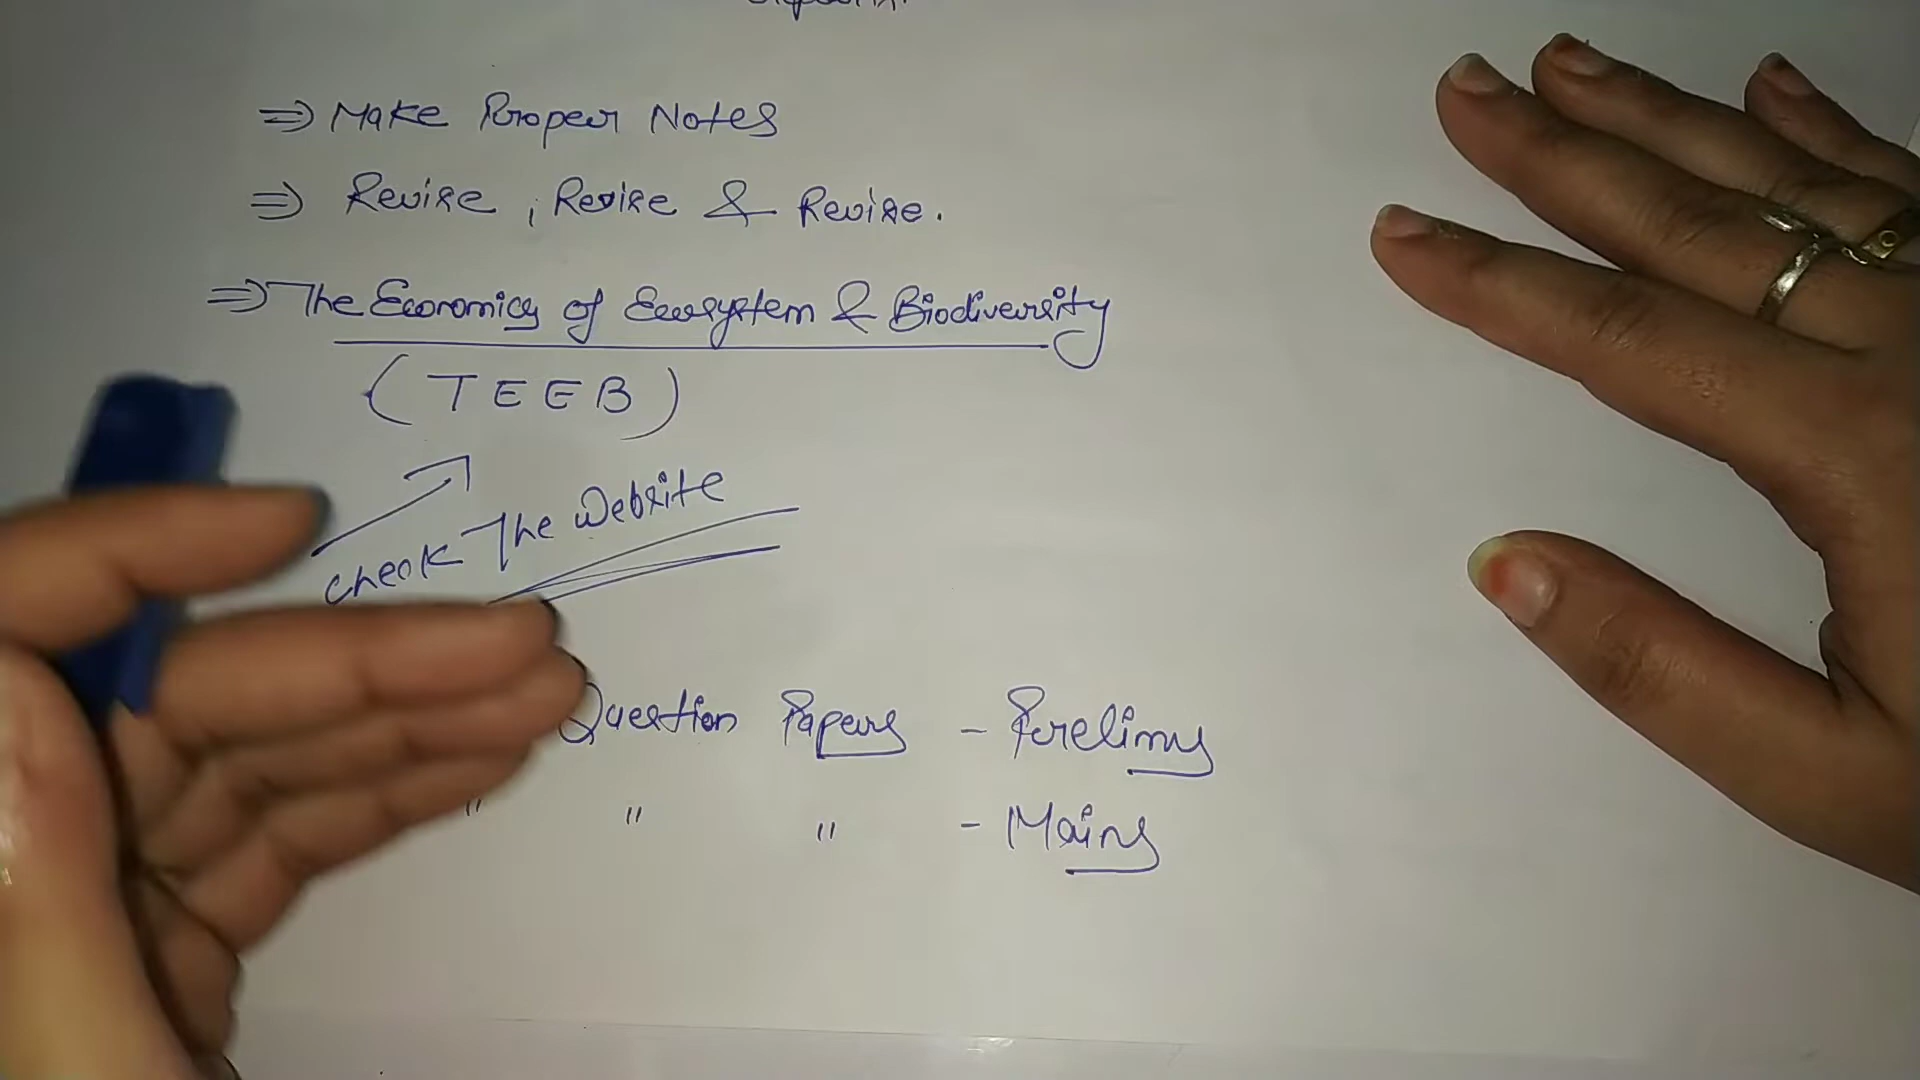 ⇒ Make Proper Notes
⇒ Revise, Revise & Revise.
⇒ The Economics of Ecosystem & Biodiversity
(TEEB)
Check The Website
Question Papers - Prelims
" " " - Mains